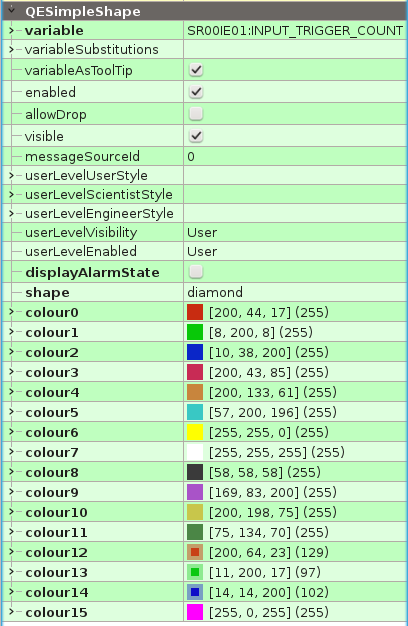 QESimpleShape
variable SR00IE01:INPUT_TRIGGER_COUNT
variableSubstitutions
variableAsToolTip
enabled
allowDrop
visible
messageSourceId 0
userLevelUserStyle
userLevelScientistStyle
userLevelEngineerStyle
userLevelVisibility User
userLevelEnabled User
displayAlarmState
shape diamond
colour0 [200, 44, 17] (255)
colour1 [8, 200, 8] (255)
colour2 [10, 38, 200] (255)
colour3 [200, 43, 85] (255)
colour4 [200, 133, 61] (255)
colour5 [57, 200, 196] (255)
colour6 [255, 255, 0] (255)
colour7 [255, 255, 255] (255)
colour8 [58, 58, 58] (255)
colour9 [169, 83, 200] (255)
colour10 [200, 198, 75] (255)
colour11 [75, 134, 70] (255)
colour12 [200, 64, 23] (129)
colour13 [11, 200, 17] (97)
colour14 [14, 14, 200] (102)
colour15 [255, 0, 255] (255)